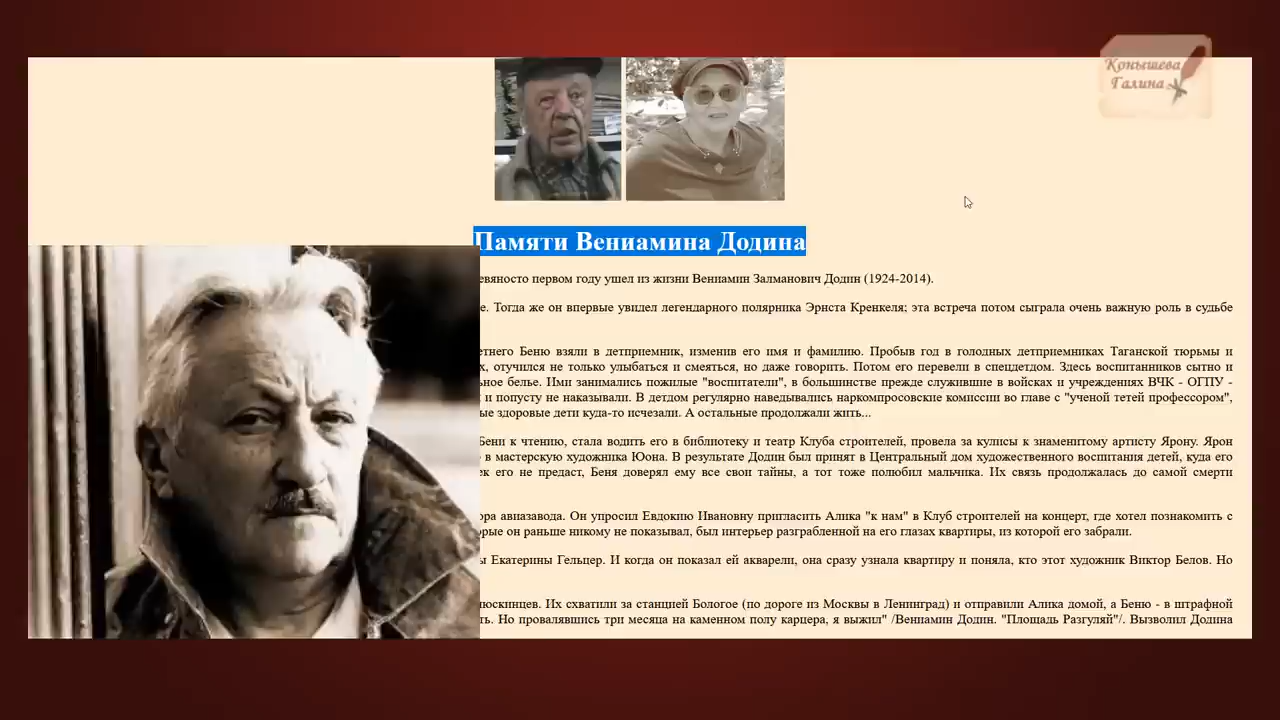 Конышева
Галина
Памяти Вениамина Додина
евяносто первом году ушел из жизни Вениамин Залманович Додин (1924-2014).
е. Тогда же он впервые увидел легендарного полярника Эрнста Кренкеля; эта встреча потом сыграла очень важную роль в судьбе
етнего Беню взяли в детприемник, изменив его имя и фамилию. Пробыв год в голодных детприемниках Таганской тюрьмы и
х, отучился не только улыбаться и смеяться, но даже говорить. Потом его перевели в спецдетдом. Здесь воспитанников сытно и
ьное белье. Ими занимались пожилые "воспитатели", в большинстве прежде служившие в войсках и учреждениях ВЧК - ОГПУ -
и попусту не наказывали. В детдом регулярно наведывались наркомпросовские комиссии во главе с "ученой тетей профессором",
ые здоровые дети куда-то исчезали. А остальные продолжали жить...
Бени к чтению, стала водить его в библиотеку и театр Клуба строителей, провела за кулисы к знаменитому артисту Ярону. Ярон
в мастерскую художника Юона. В результате Додин был принят в Центральный дом художественного воспитания детей, куда его
ек его не предаст, Беня доверял ему все свои тайны, а тот тоже полюбил мальчика. Их связь продолжалась до самой смерти
ора авиазавода. Он упросил Евдокию Ивановну пригласить Алика "к нам" в Клуб строителей на концерт, где хотел познакомить с
орые он раньше никому не показывал, был интерьер разграбленной на его глазах квартиры, из которой его забрали.
ы Екатерины Гельцер. И когда он показал ей акварели, она сразу узнала квартиру и поняла, кто этот художник Виктор Белов. Но
люскинцев. Их схватили за станцией Бологое (по дороге из Москвы в Ленинград) и отправили Алика домой, а Беню - в штрафной
ть. Но провалявшись три месяца на каменном полу карцера, я выжил" /Вениамин Додин. "Площадь Разгуляй"/. Вызволил Додина